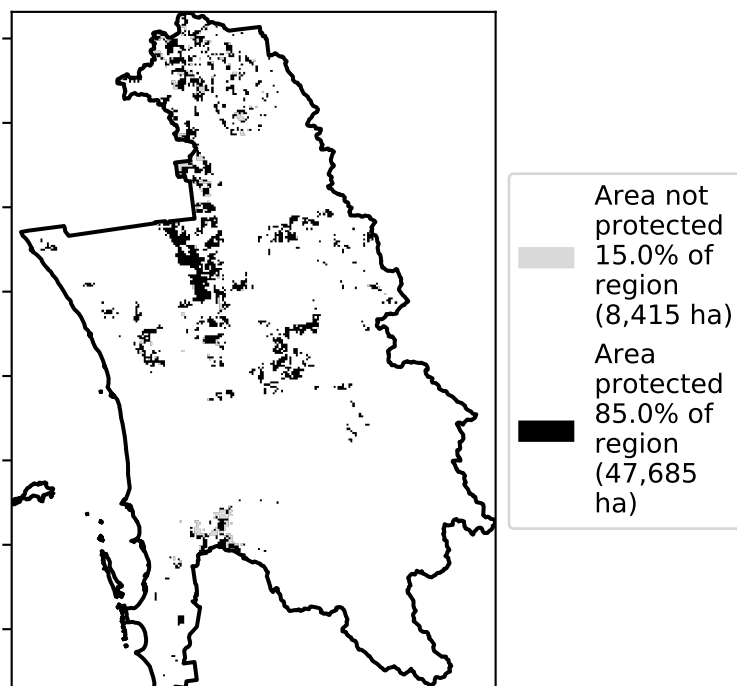 Area not
protected
15.0% of
region
(8,415 ha)
Area
protected
85.0% of
region
(47,685
ha)